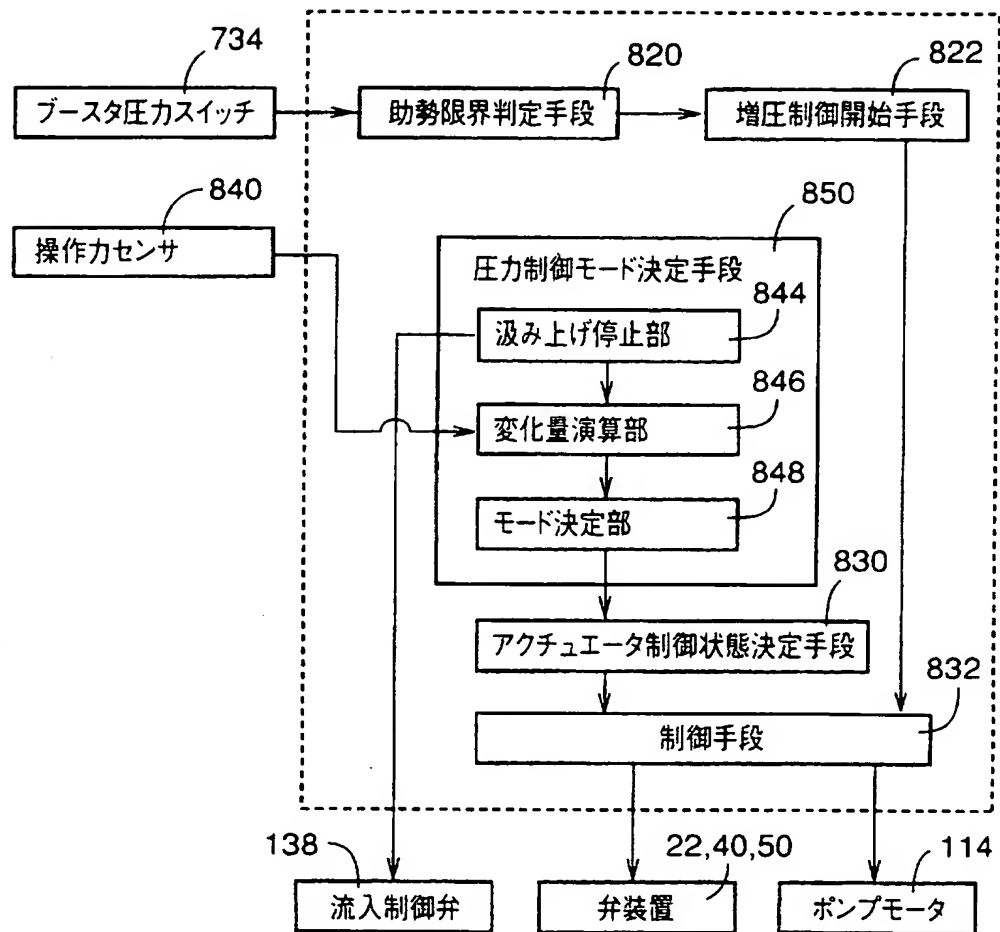 734
ブースタ圧力スイッチ
820
助勢限界判定手段
822
増圧制御開始手段
840
操作力センサ
850
圧力制御モード決定手段
844
汲み上げ停止部
846
変化量演算部
848
モード決定部
830
アクチュエータ制御状態決定手段
832
制御手段
138
流入制御弁
22,40,50
弁装置
114
ポンプモータ